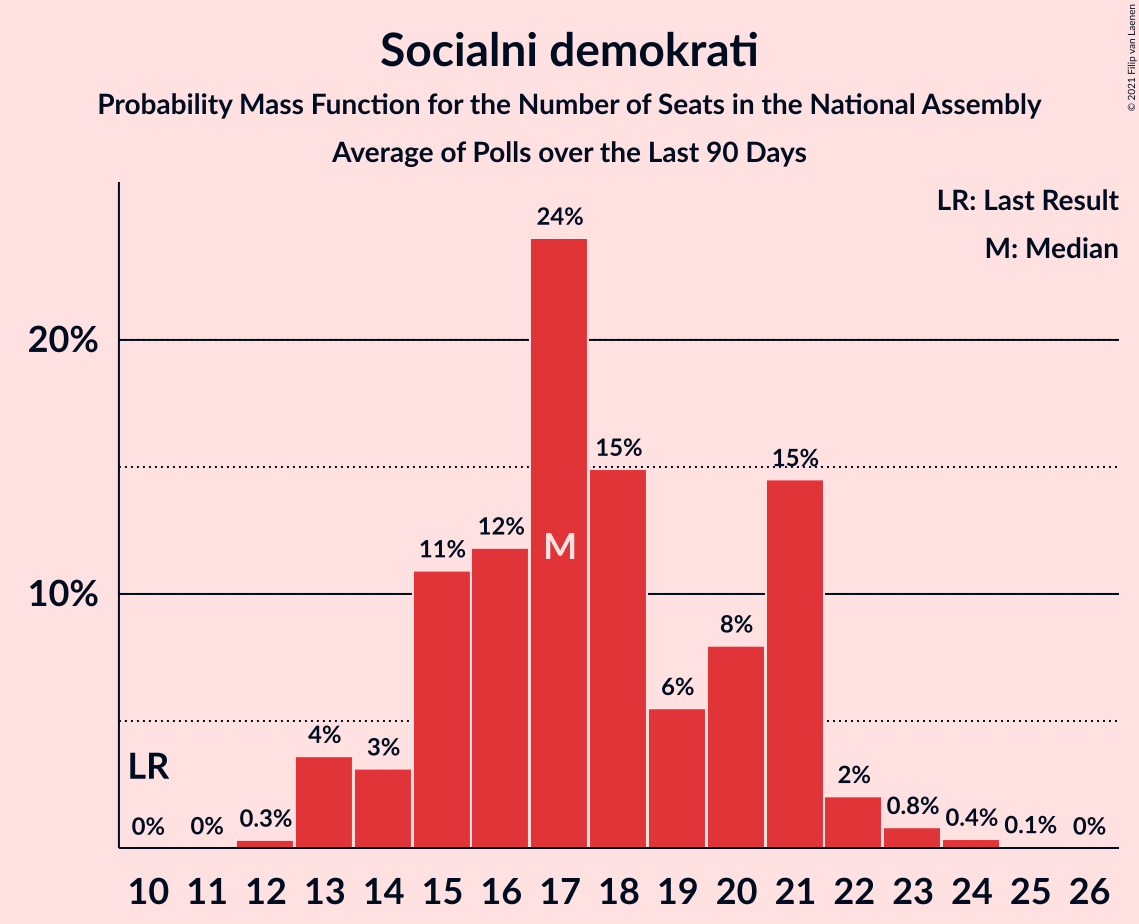 Socialni demokrati
Probability Mass Function for the Number of Seats in the National Assembly
Average of Polls over the Last 90 Days
© 2021 Filip van Laenen
LR: Last Result
M: Median
20%
10%
LR
0%
0%
0.3%
4%
3%
11%
12%
24%
M
15%
6%
8%
15%
2%
0.8%
0.4%
0.1%
0%
10 11 12 13 14 15 16 17 18 19 20 21 22 23 24 25 26